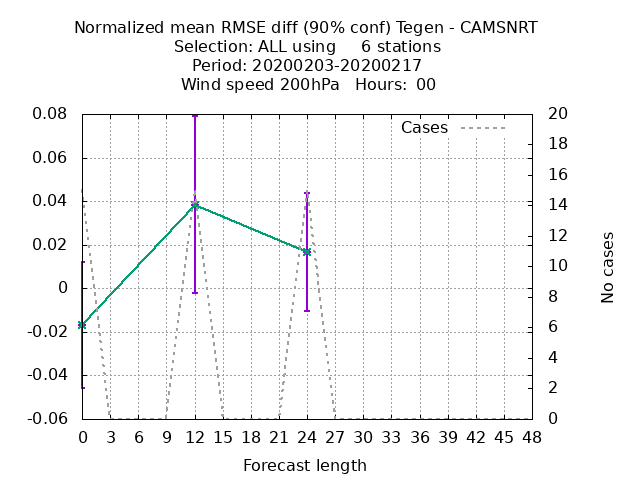 Normalized mean RMSE diff (90% conf) Tegen - CAMSNRT
Selection: ALL using     6 stations
Period: 20200203-20200217
Wind speed 200hPa   Hours:  00
Cases
0.08
0.06
0.04
0.02
0
-0.02
-0.04
-0.06
20
18
16
14
12
10
8
6
4
2
0
No cases
0 3 6 9 12 15 18 21 24 27 30 33 36 39 42 45 48
Forecast length